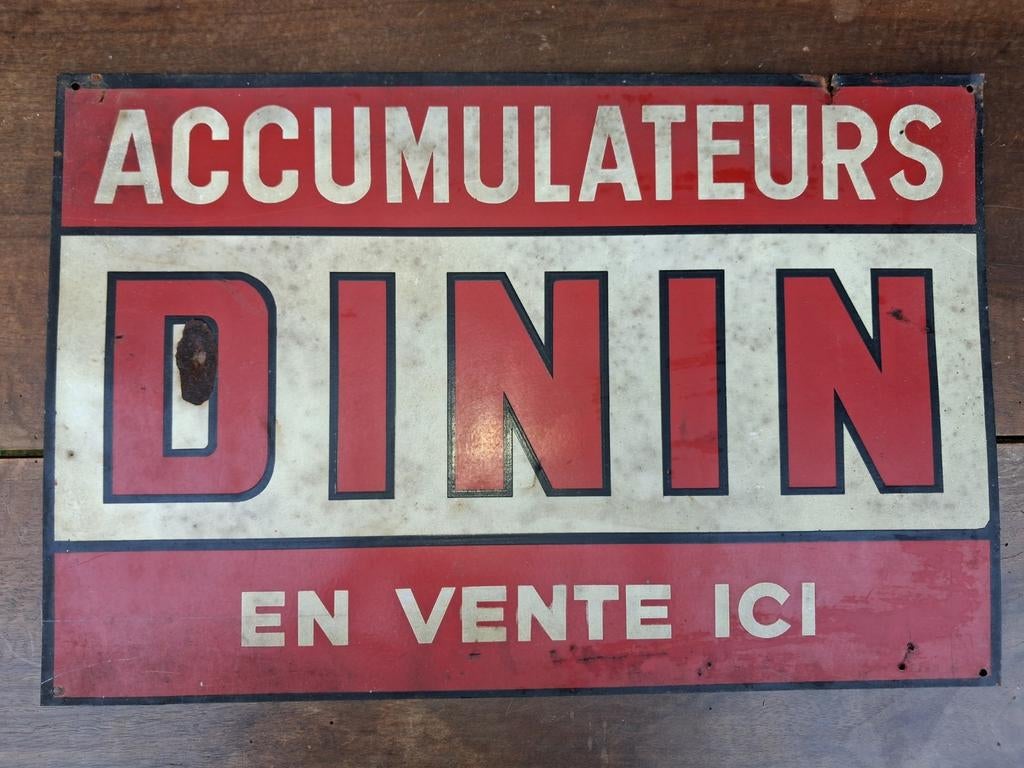 ACCUMULATEURS
DININ
EN VENTE ICI